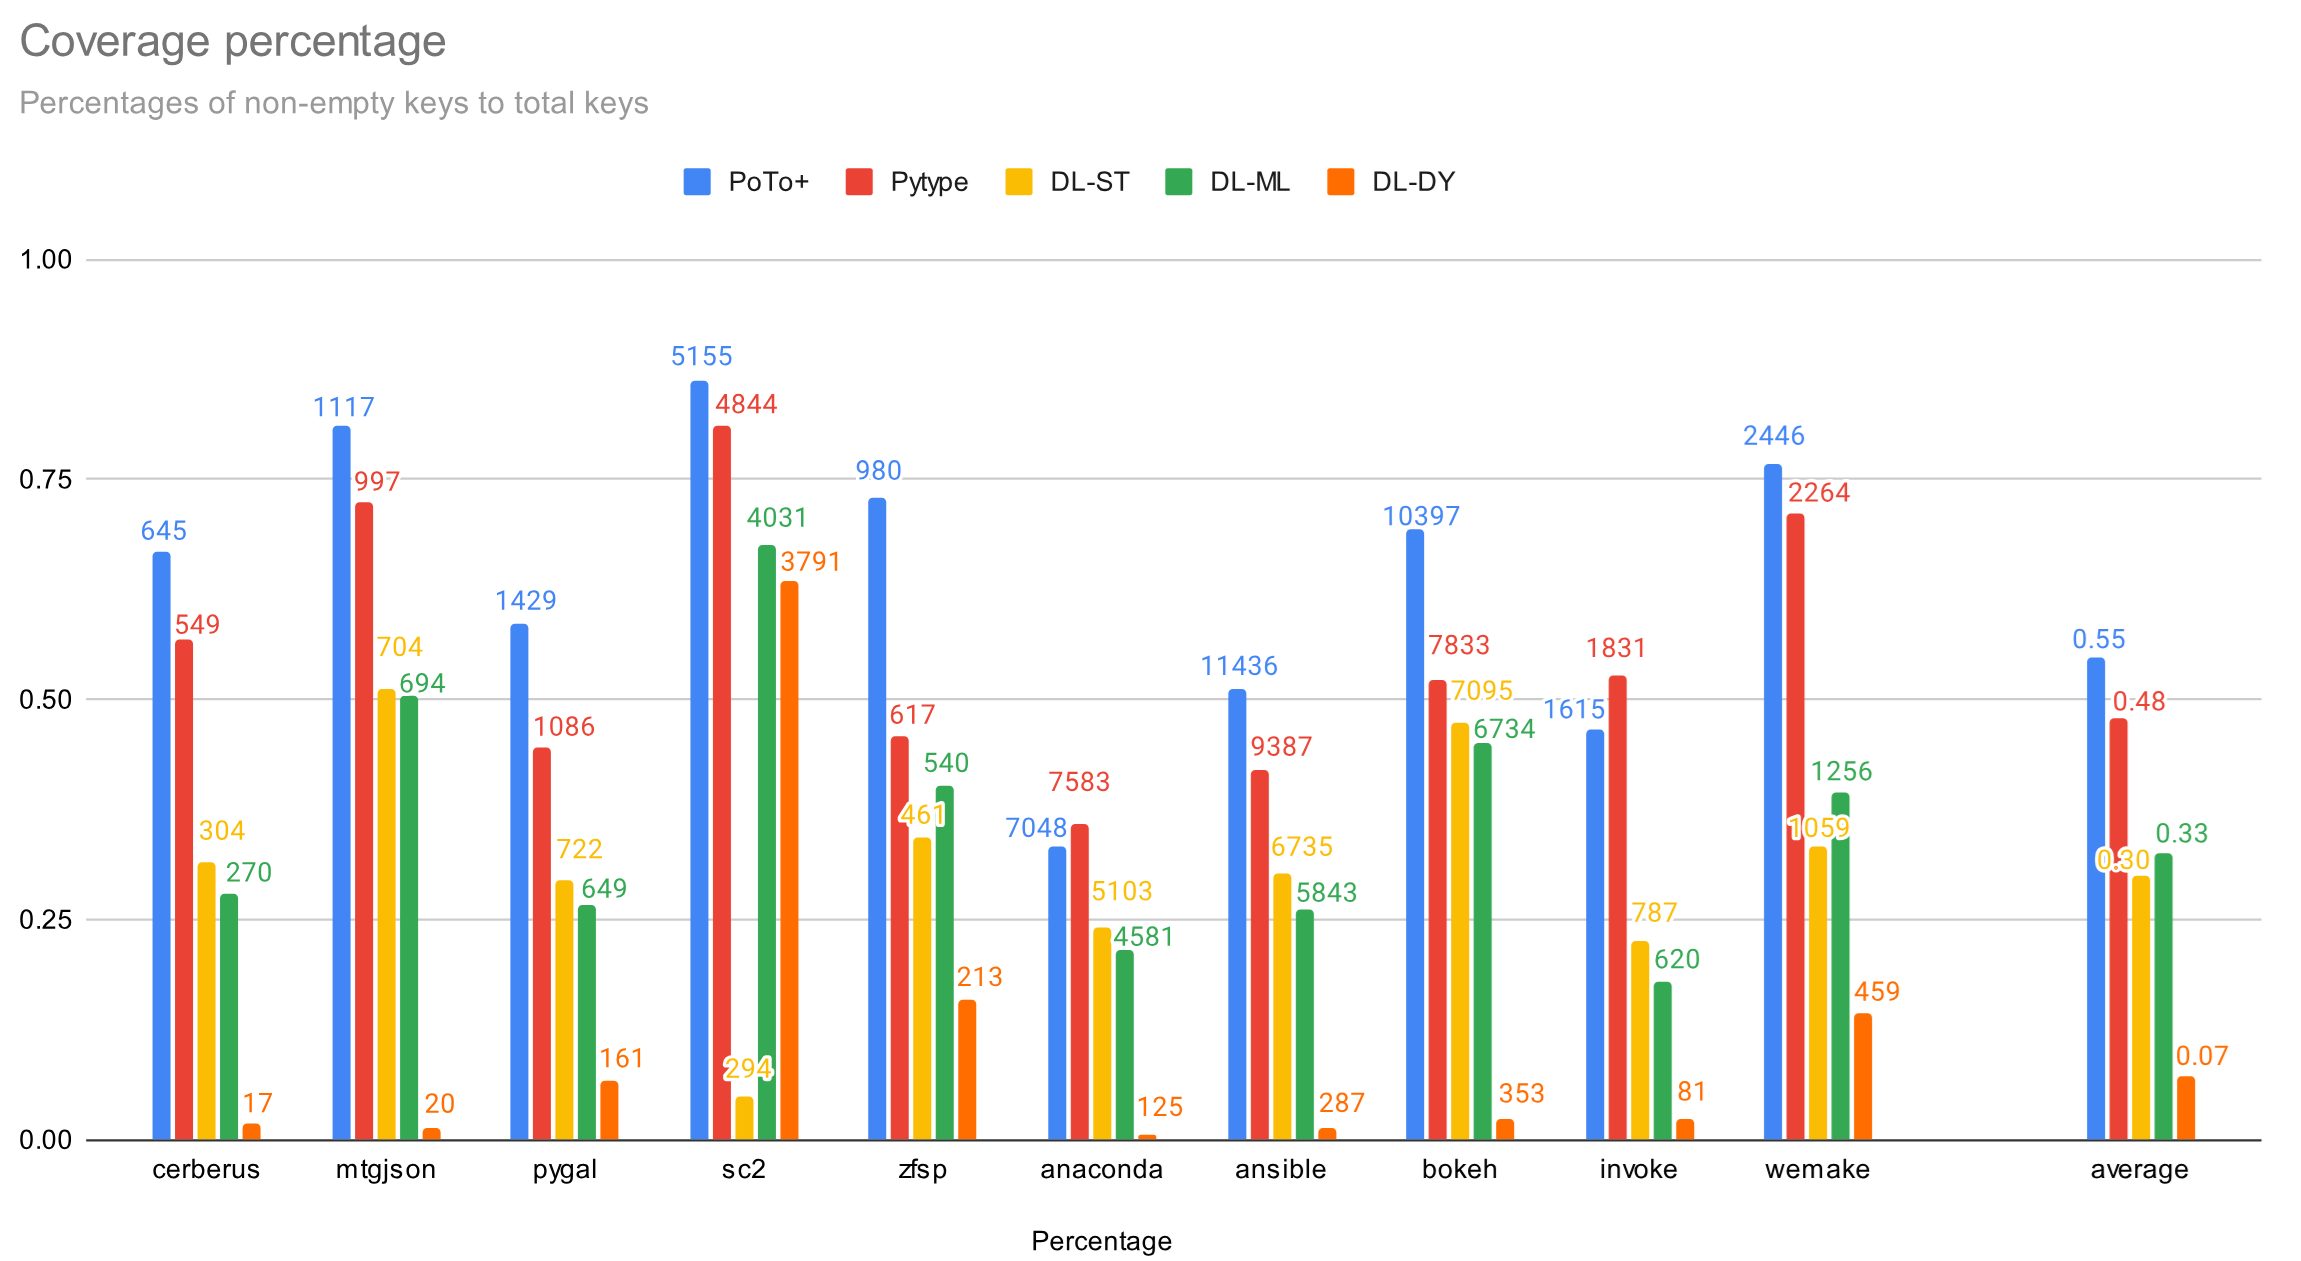 Coverage percentage
Percentages of non-empty keys to total keys
PoTo+ Pytype DL-ST DL-ML DL-DY
1.00
0.75
0.50
0.25
0.00
645 549 304 270 17
1117 997 704 694 20
1429 1086 722 649 161
5155 4844 294 4031 3791
980 617 461 540 213
7048 7583 5103 4581 125
11436 9387 6735 5843 287
10397 7833 7095 6734 353
1615 1831 787 620 81
2446 2264 1059 1256 459
0.55 0.48 0.30 0.33 0.07
cerberus mtgjson pygal sc2 zfsp anaconda ansible bokeh invoke wemake average
Percentage